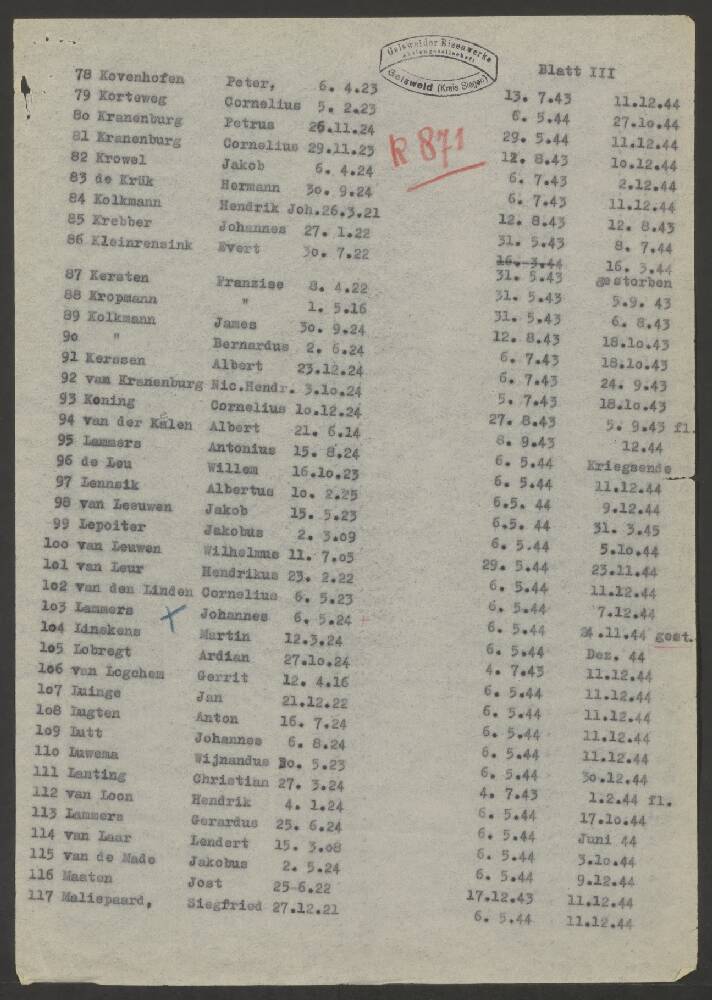 Geisweider Eisenwerke
Aktiengesellschaft
Geisweid (Kreis Siegen)
Blatt III
R 871
78 Kovenhofen Peter, 6. 4.23 13. 7.43 11.12.44
79 Korteweg Cornelius 5. 2.23 6. 5.44 27.1o.44
8o Kranenburg Petrus 26.11.24 29. 5.44 11.12.44
81 Kranenburg Cornelius 29.11.23 12. 8.43 1o.12.44
82 Krowel Jakob 6. 4.24 6. 7.43 2.12.44
83 de Krük Hermann 3o. 9.24 6. 7.43 11.12.44
84 Kolkmann Hendrik Joh.26.3.21 12. 8.43 12. 8.43
85 Krebber Johannes 27. 1.22 31. 5.43 8. 7.44
86 Kleinrensink Evert 3o. 7.22 16. 3.44 16. 3.44
31. 5.43 gestorben
87 Kersten Franzise 8. 4.22 31. 5.43 5.9. 43
88 Kropmann " 1. 5.16 31. 5.43 6. 8.43
89 Kolkmann James 3o. 9.24 12. 8.43 18.1o.43
9o " Bernardus 2. 6.24 6. 7.43 18.1o.43
91 Kerssen Albert 23.12.24 6. 7.43 24. 9.43
92 van Kranenburg Nic.Hendr. 3.1o.24 5. 7.43 18.1o.43
93 Koning Cornelius 1o.12.24 27. 8.43 5. 9.43 fl.
94 van der Kälen Albert 21. 6.14 8. 9.43 12.44
95 Lammers Antonius 15. 8.24 6. 5.44 Kriegsende
96 de Leu Willem 16.1o.23 6. 5.44 11.12.44
97 Lennsik Albertus 1o. 2.25 6.5. 44 9.12.44
98 van Leeuwen Jakob 15. 5.23 6.5. 44 31. 3.45
99 Lepoiter Jakobus 2. 3.o9 6. 5.44 5.1o.44
1oo van Leuwen Wilhelmus 11. 7.o5 29. 5.44 23.11.44
1o1 van Leur Hendrikus 23. 2.22 6. 5.44 11.12.44
1o2 van den Linden Cornelius 6. 5.23 6. 5.44 7.12.44
1o3 Lammers Johannes 6. 5.24 6. 5.44 24.11.44 gest.
1o4 Linskens Martin 12.3.24 6. 5.44 Dez. 44
1o5 Lobregt Ardian 27.1o.24 4. 7.43 11.12.44
1o6 van Logchem Gerrit 12. 4.16 6. 5.44 11.12.44
1o7 Luinge Jan 21.12.22 6. 5.44 11.12.44
1o8 Lugten Anton 16. 7.24 6. 5.44 11.12.44
1o9 Lutt Johannes 6. 8.24 6. 5.44 11.12.44
11o Luwema Wijnandus 3o. 5.23 6. 5.44 3o.12.44
111 Lanting Christian 27. 3.24 4. 7.43 1.2.44 fl.
112 van Loon Hendrik 4. 1.24 6. 5.44 17.1o.44
113 Lammers Gerardus 25. 6.24 6. 5.44 Juni 44
114 van Laar Lendert 15. 3.o8 6. 5.44 3.1o.44
115 van de Made Jakobus 2. 5.24 6. 5.44 9.12.44
116 Maaten Jost 25-6.22 17.12.43 11.12.44
117 Maliepaard, Siegfried 27.12.21 6. 5.44 11.12.44